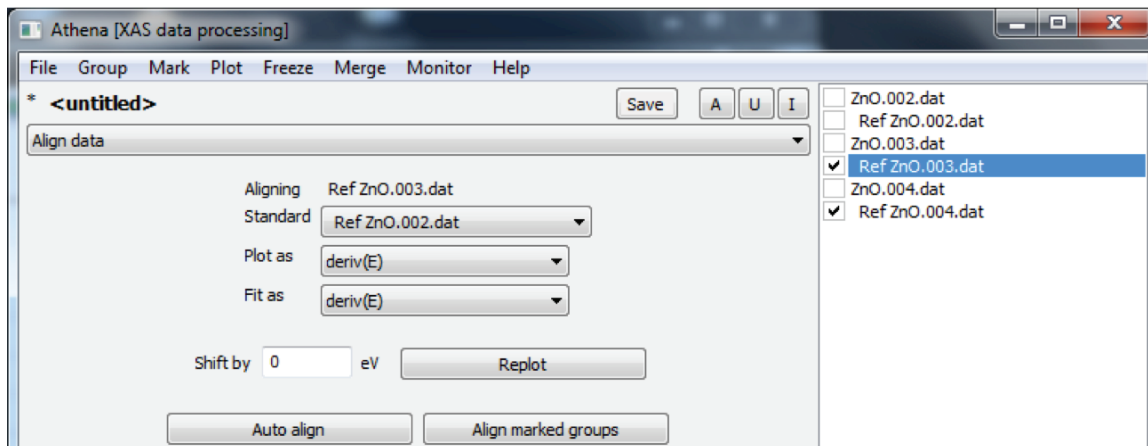 Athena [XAS data processing]
File Group Mark Plot Freeze Merge Monitor Help
* <untitled>
Save A U I
Align data
Aligning Ref ZnO.003.dat
Standard Ref ZnO.002.dat
Plot as deriv(E)
Fit as deriv(E)
Shift by 0 eV Replot
Auto align Align marked groups
ZnO.002.dat
Ref ZnO.002.dat
ZnO.003.dat
Ref ZnO.003.dat
ZnO.004.dat
Ref ZnO.004.dat